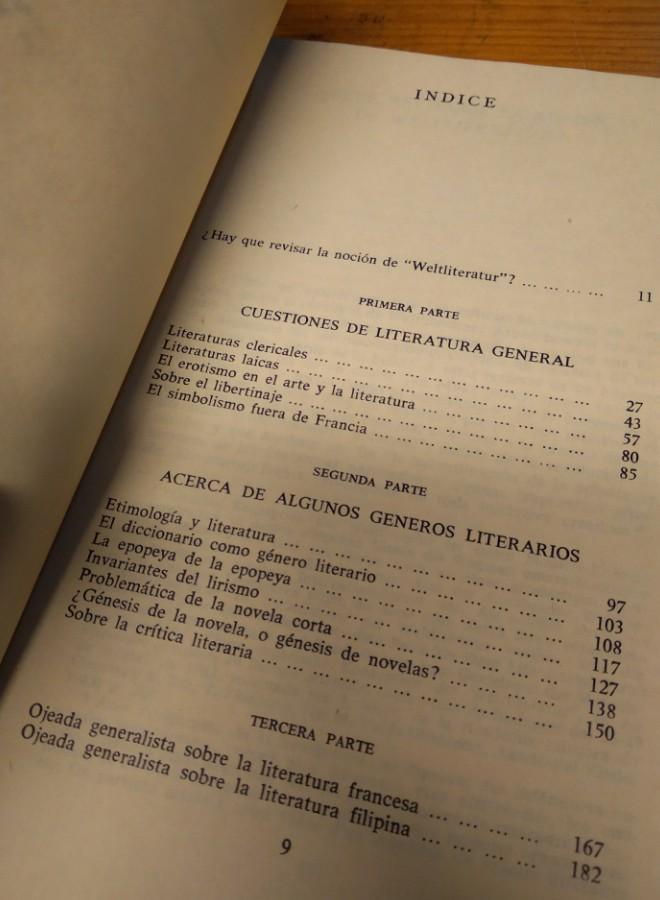 INDICE
¿Hay que revisar la noción de "Weltliteratur"? ... ... ... ... 11
PRIMERA PARTE
CUESTIONES DE LITERATURA GENERAL
Literaturas clericales ... ... ... ... ... ... ... ... ... ... 27
Literaturas laicas ... ... ... ... ... ... ... ... ... ... ... 43
El erotismo en el arte y la literatura ... ... ... ... ... ... 57
Sobre el libertinaje ... ... ... ... ... ... ... ... ... ... 80
El simbolismo fuera de Francia ... ... ... ... ... ... ... ... 85
SEGUNDA PARTE
ACERCA DE ALGUNOS GENEROS LITERARIOS
Etimología y literatura ... ... ... ... ... ... ... ... ... ... 97
El diccionario como género literario ... ... ... ... ... ... ... 103
La epopeya de la epopeya ... ... ... ... ... ... ... ... ... 108
Invariantes del lirismo ... ... ... ... ... ... ... ... ... ... 117
Problemática de la novela corta ... ... ... ... ... ... ... ... 127
¿Génesis de la novela, o génesis de novelas? ... ... ... ... 138
Sobre la crítica literaria ... ... ... ... ... ... ... ... ... ... 150
TERCERA PARTE
Ojeada generalista sobre la literatura francesa ... ... ... ... 167
Ojeada generalista sobre la literatura filipina ... ... ... ... 182
9